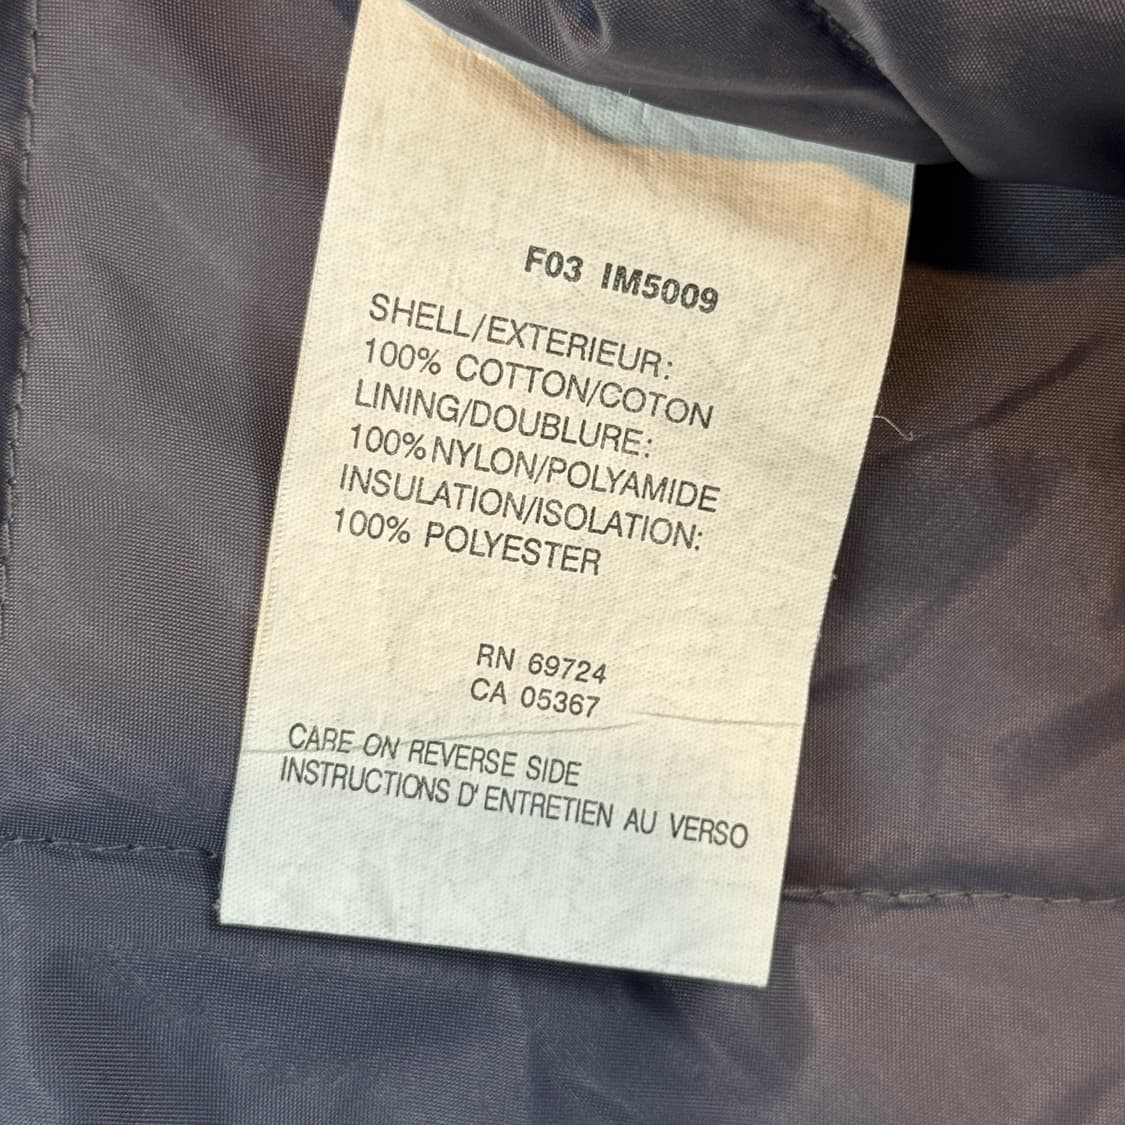 F03 IM5009
SHELL/EXTERIEUR:
100% COTTON/COTON
LINING/DOUBLURE:
100% NYLON/POLYAMIDE
INSULATION/ISOLATION:
100% POLYESTER
RN 69724
CA 05367
CARE ON REVERSE SIDE
INSTRUCTIONS D'ENTRETIEN AU VERSO